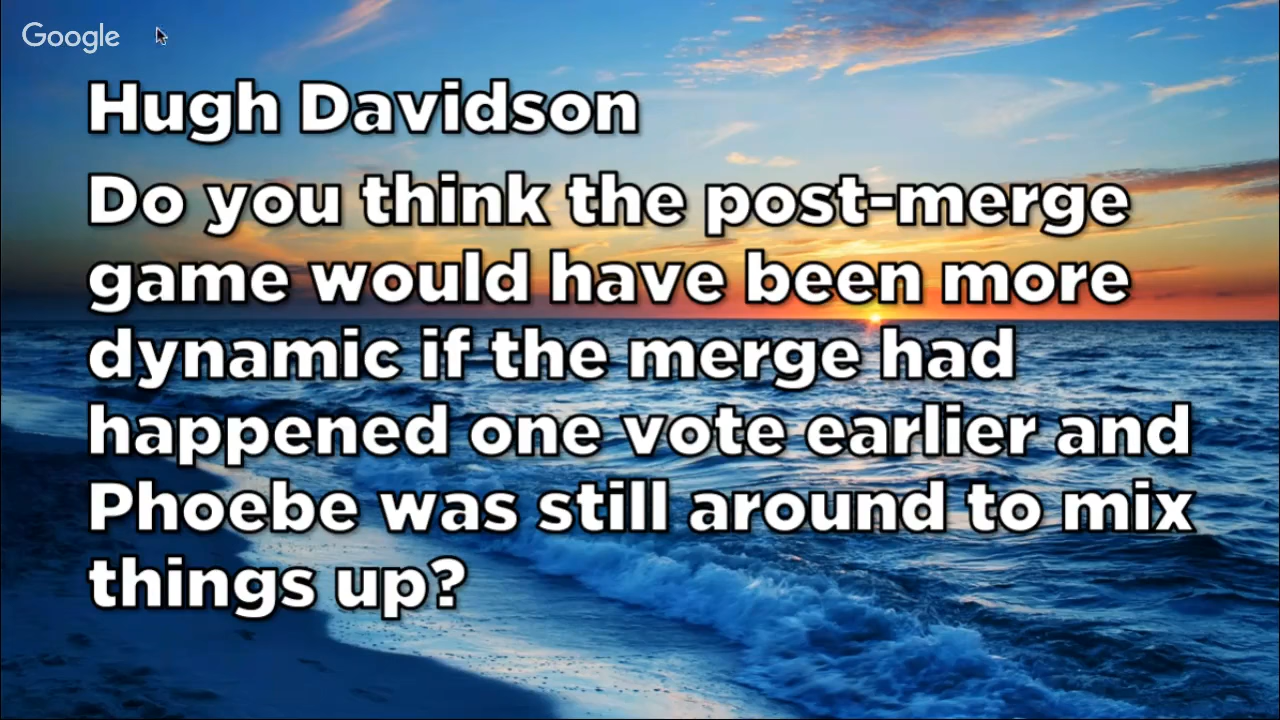 Google
Hugh Davidson
Do you think the post-merge
game would have been more
dynamic if the merge had
happened one vote earlier and
Phoebe was still around to mix
things up?